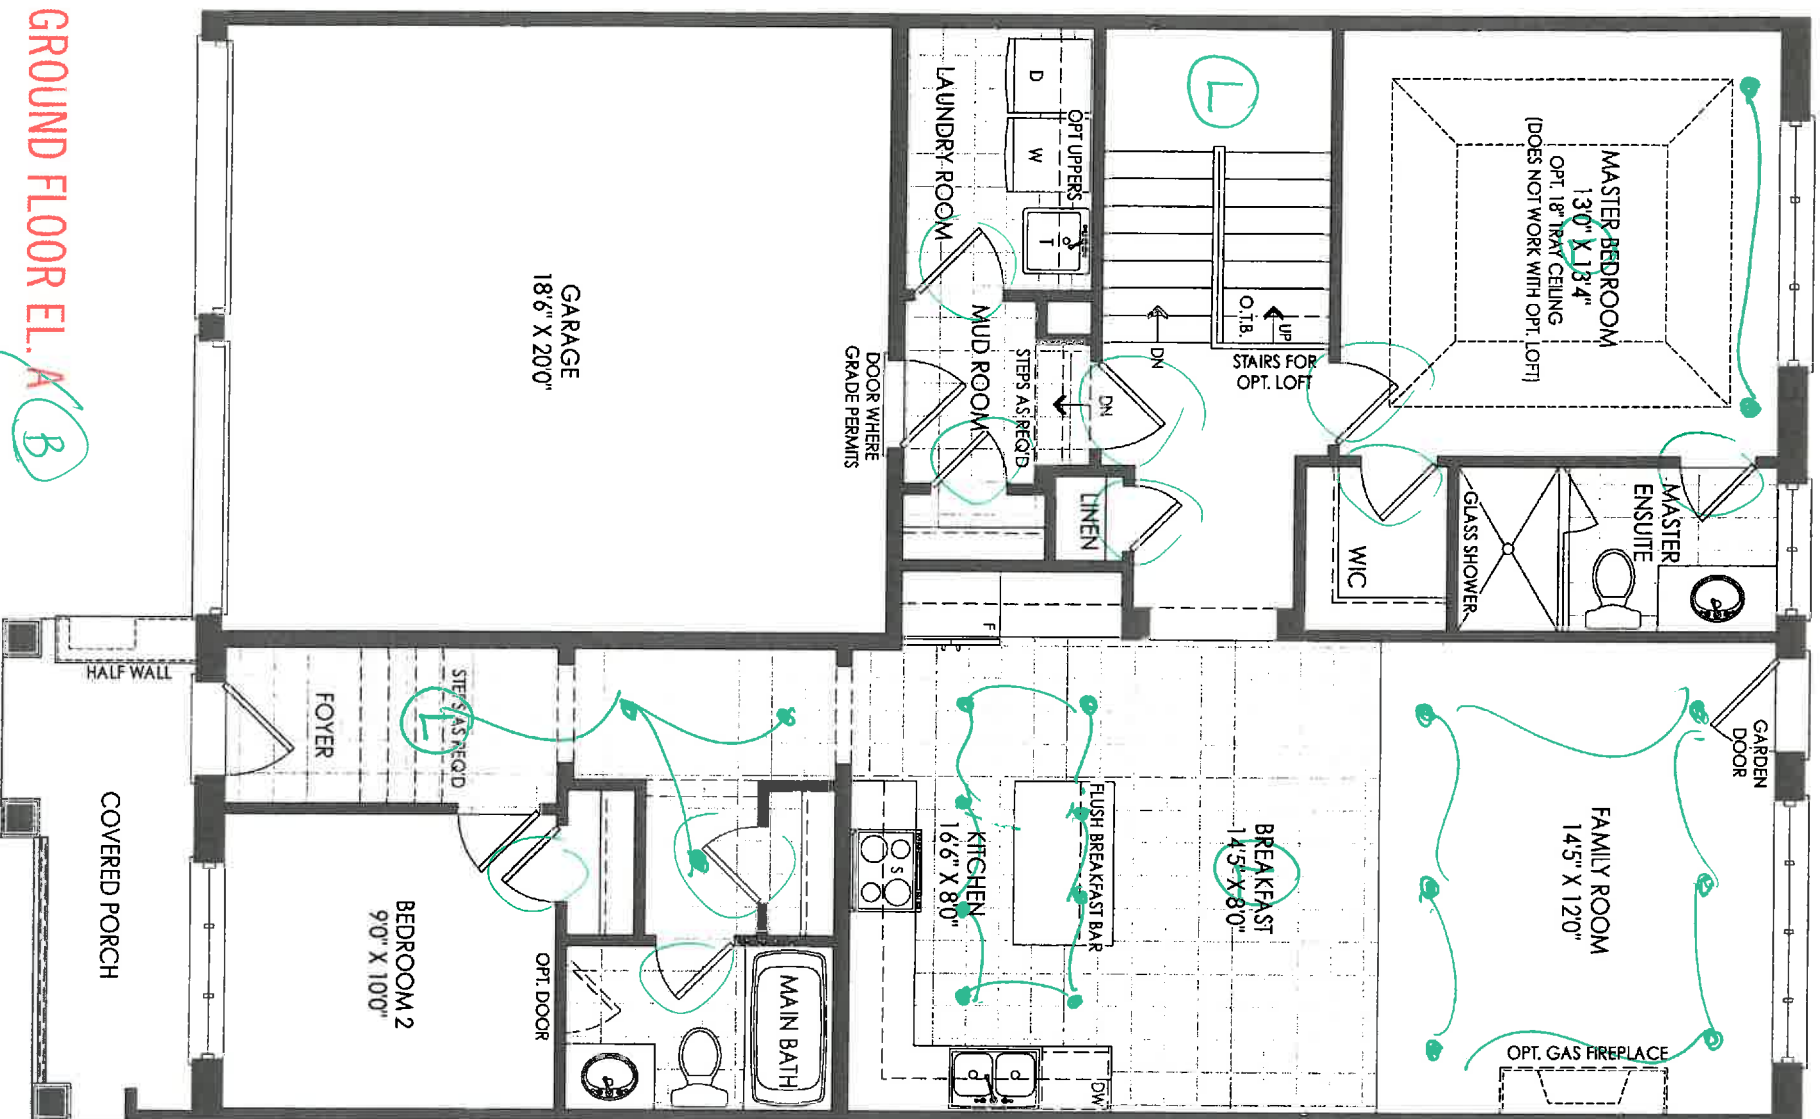 GROUND FLOOR EL. A
B
GARAGE
18'6" X 20'0"
LAUNDRY ROOM
D
W
OPT UPPERS
T
MUD ROOM
STEPS AS REQ'D
DN
DOOR WHERE
GRADE PERMITS
L
UP
O.T.B.
DN
STAIRS FOR
OPT. LOFT
MASTER BEDROOM
13'0" X 13'4"
OPT. 18" TRAY CEILING
(DOES NOT WORK WITH OPT. LOFT)
L
LINEN
WIC
GLASS SHOWER
MASTER
ENSUITE
F
HALF WALL
COVERED PORCH
FOYER
STEPS AS REQ'D
L
BEDROOM 2
9'0" X 10'0"
OPT. DOOR
MAIN BATH
KITCHEN
16'6" X 8'0"
S
FLUSH BREAKFAST BAR
DW
BREAKFAST
14'5" X 8'0"
FAMILY ROOM
14'5" X 12'0"
GARDEN
DOOR
OPT. GAS FIREPLACE